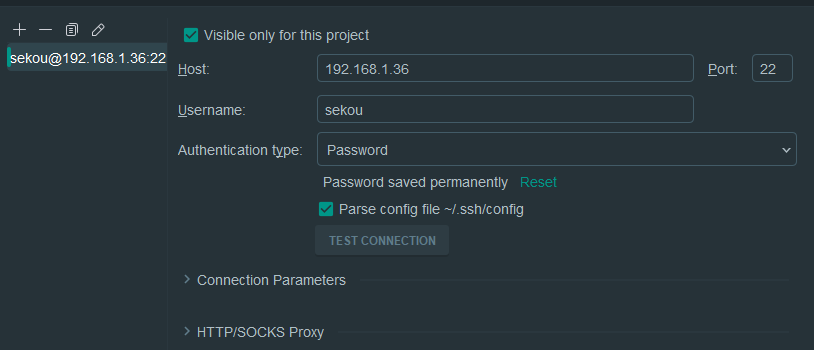 sekou@192.168.1.36:22
Visible only for this project
Host: 192.168.1.36 Port: 22
Username: sekou
Authentication type: Password
Password saved permanently Reset
Parse config file ~/.ssh/config
TEST CONNECTION
Connection Parameters
HTTP/SOCKS Proxy